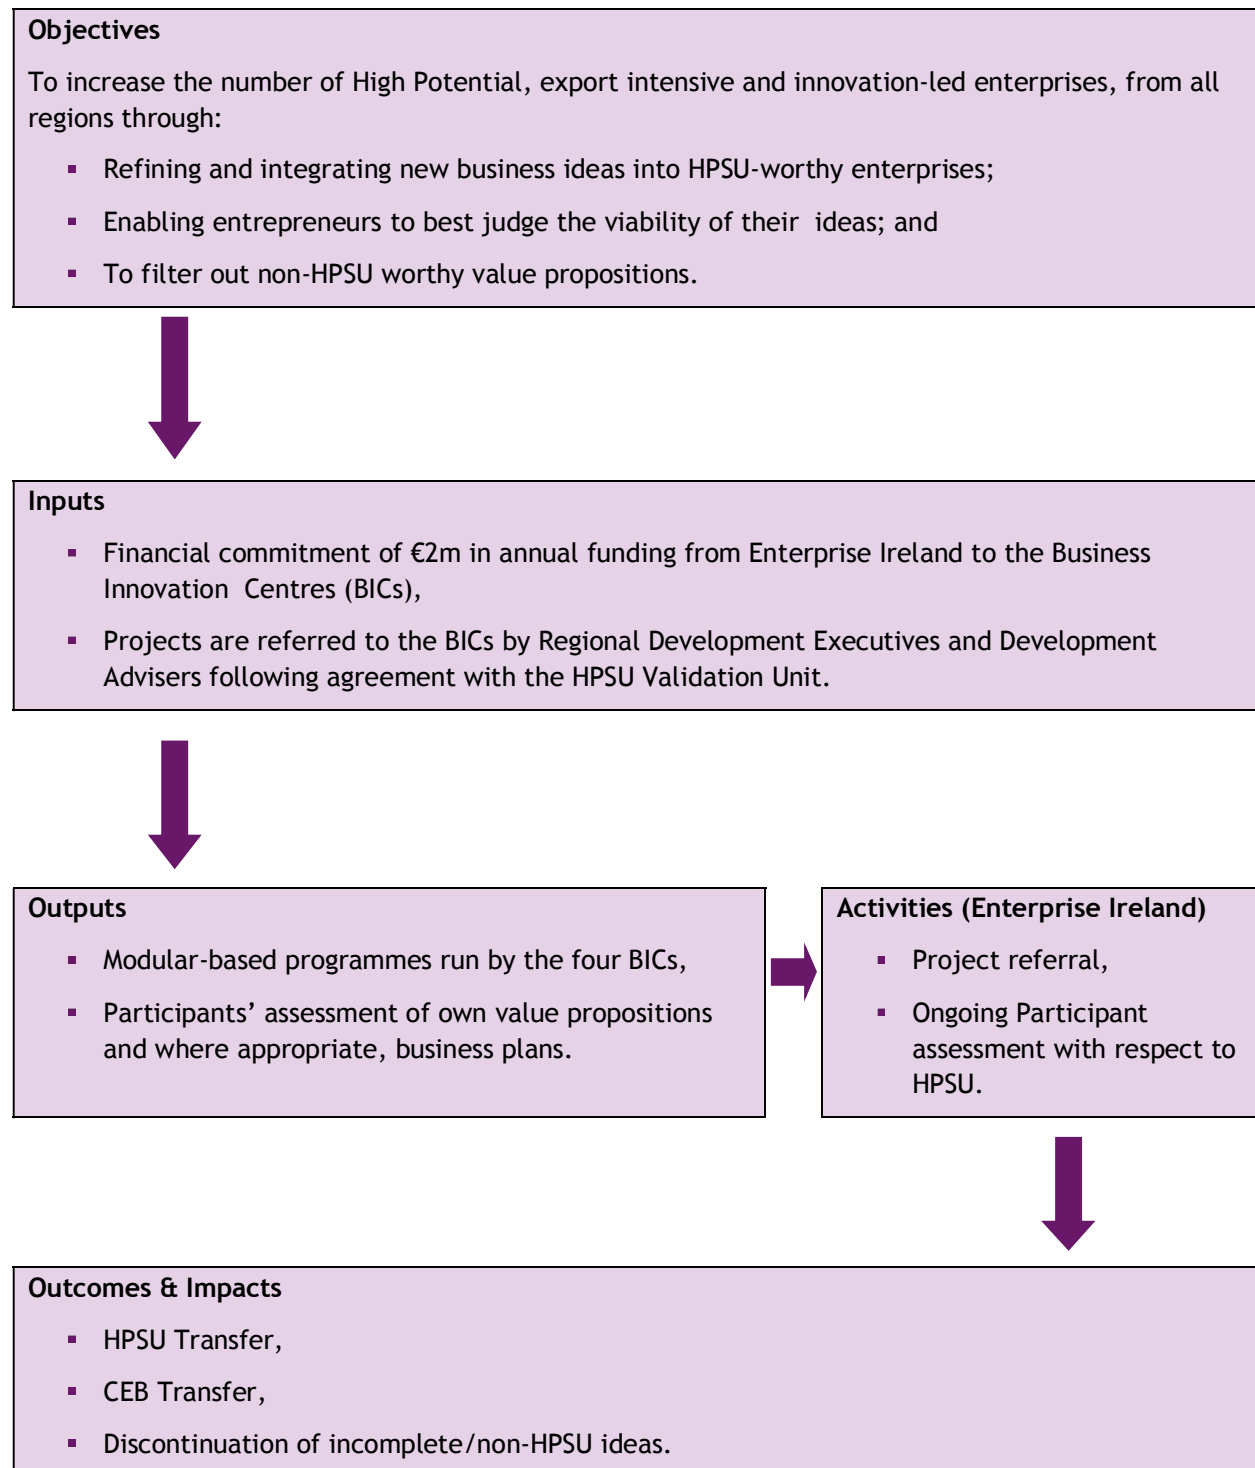 Objectives
To increase the number of High Potential, export intensive and innovation-led enterprises, from all
regions through:
▪ Refining and integrating new business ideas into HPSU-worthy enterprises;
▪ Enabling entrepreneurs to best judge the viability of their ideas; and
▪ To filter out non-HPSU worthy value propositions.
Inputs
▪ Financial commitment of €2m in annual funding from Enterprise Ireland to the Business
Innovation Centres (BICs),
▪ Projects are referred to the BICs by Regional Development Executives and Development
Advisers following agreement with the HPSU Validation Unit.
Outputs
▪ Modular-based programmes run by the four BICs,
▪ Participants’ assessment of own value propositions
and where appropriate, business plans.
Activities (Enterprise Ireland)
▪ Project referral,
▪ Ongoing Participant
assessment with respect to
HPSU.
Outcomes & Impacts
▪ HPSU Transfer,
▪ CEB Transfer,
▪ Discontinuation of incomplete/non-HPSU ideas.